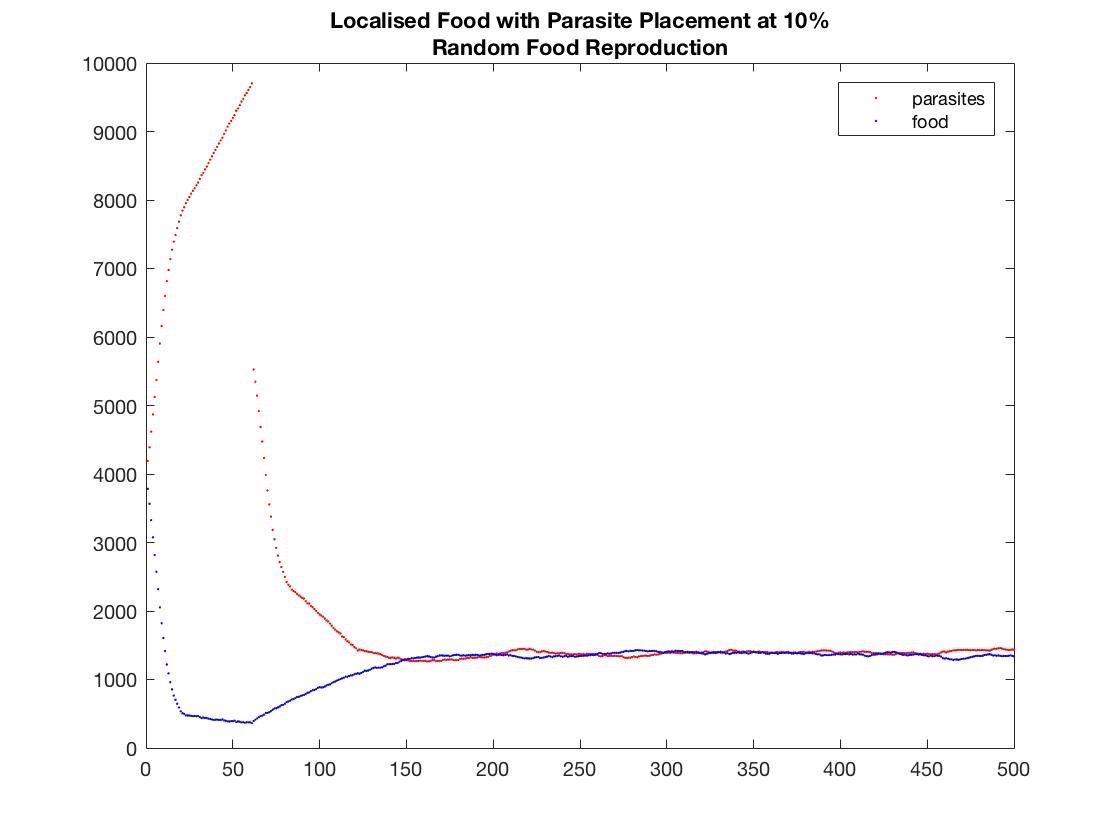 Localised Food with Parasite Placement at 10%
Random Food Reproduction
10000
9000
8000
7000
6000
5000
4000
3000
2000
1000
0
parasites
food
0 50 100 150 200 250 300 350 400 450 500